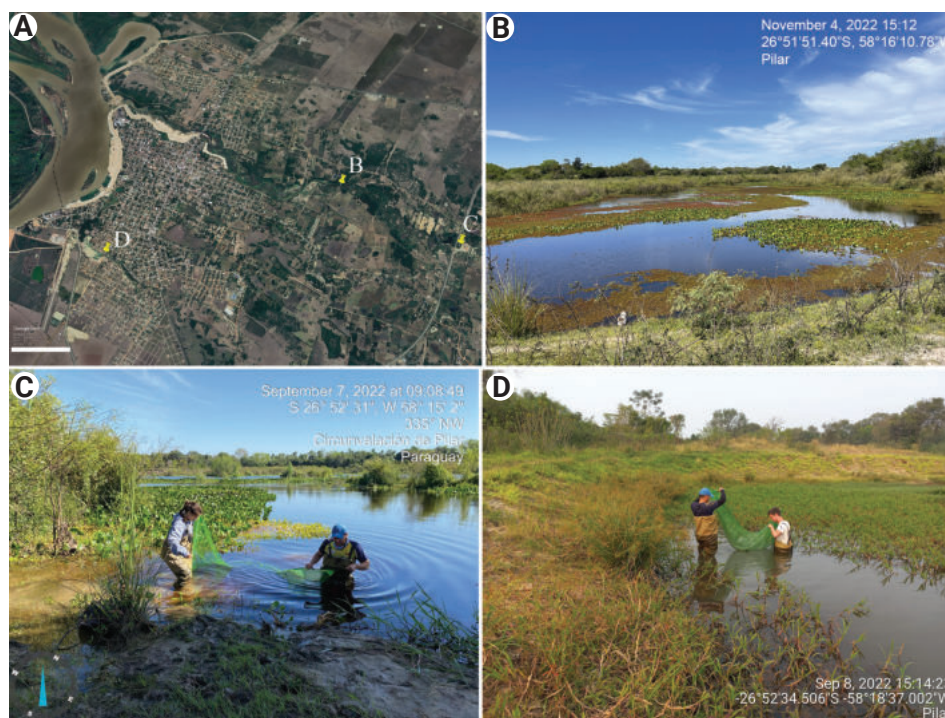 A
B
C
D
B
November 4, 2022 15:12
26°51'51.40"S, 58°16'10.78"W
Pilar
C
September 7, 2022 at 09:08:49
S 26° 52' 31", W 58° 15' 2"
335° NW
Circunvalación de Pilar
Paraguay
D
Sep 8, 2022 15:14:23
-26°52'34.506"S -58°18'37.002"W
Pilar